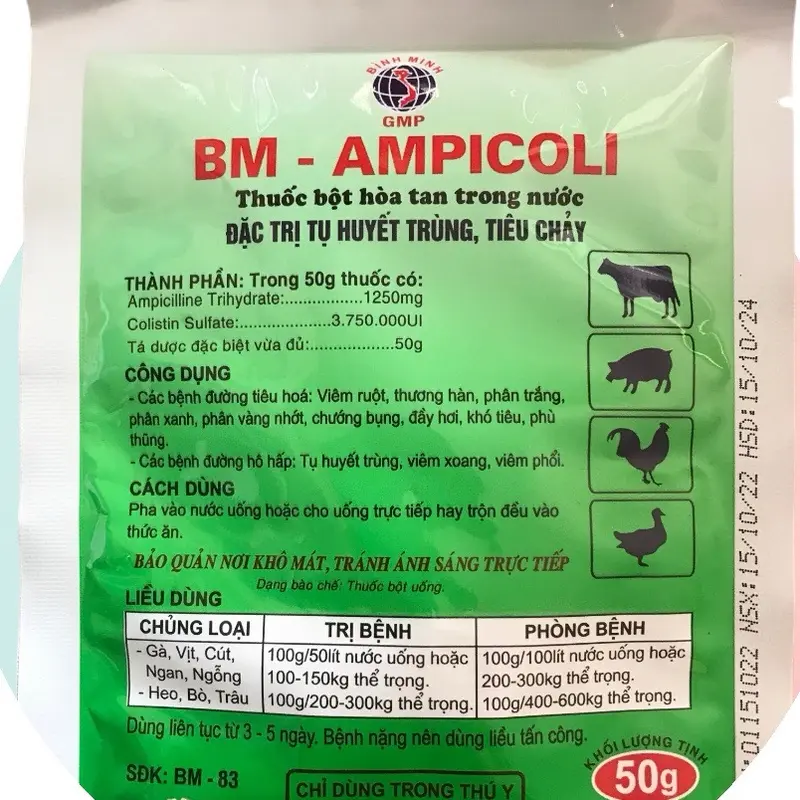 BÌNH MINH
GMP
BM - AMPICOLI
Thuốc bột hòa tan trong nước
ĐẶC TRỊ TỤ HUYẾT TRÙNG, TIÊU CHẢY
THÀNH PHẦN: Trong 50g thuốc có:
Ampicilline Trihydrate:..................1250mg
Colistin Sulfate:....................3.750.000UI
Tá dược đặc biệt vừa đủ:..................50g
CÔNG DỤNG
- Các bệnh đường tiêu hoá: Viêm ruột, thương hàn, phân trắng,
phân xanh, phân vàng nhớt, chướng bụng, đầy hơi, khó tiêu, phù
thũng.
- Các bệnh đường hô hấp: Tụ huyết trùng, viêm xoang, viêm phổi.
CÁCH DÙNG
Pha vào nước uống hoặc cho uống trực tiếp hay trộn đều vào
thức ăn.
BẢO QUẢN NƠI KHÔ MÁT, TRÁNH ÁNH SÁNG TRỰC TIẾP
Dạng bào chế: Thuốc bột uống.
LIỀU DÙNG
CHỦNG LOẠI TRỊ BỆNH PHÒNG BỆNH
- Gà, Vịt, Cút, 100g/50lít nước uống hoặc 100g/100lít nước uống hoặc
Ngan, Ngỗng 100-150kg thể trọng. 200-300kg thể trọng.
- Heo, Bò, Trâu 100g/200-300kg thể trọng. 100g/400-600kg thể trọng.
Dùng liên tục từ 3 - 5 ngày. Bệnh nặng nên dùng liều tấn công.
SĐK: BM - 83
CHỈ DÙNG TRONG THÚ Y
KHỐI LƯỢNG TỊNH
50g
01151022 NSX:15/10/22 HSD:15/10/24